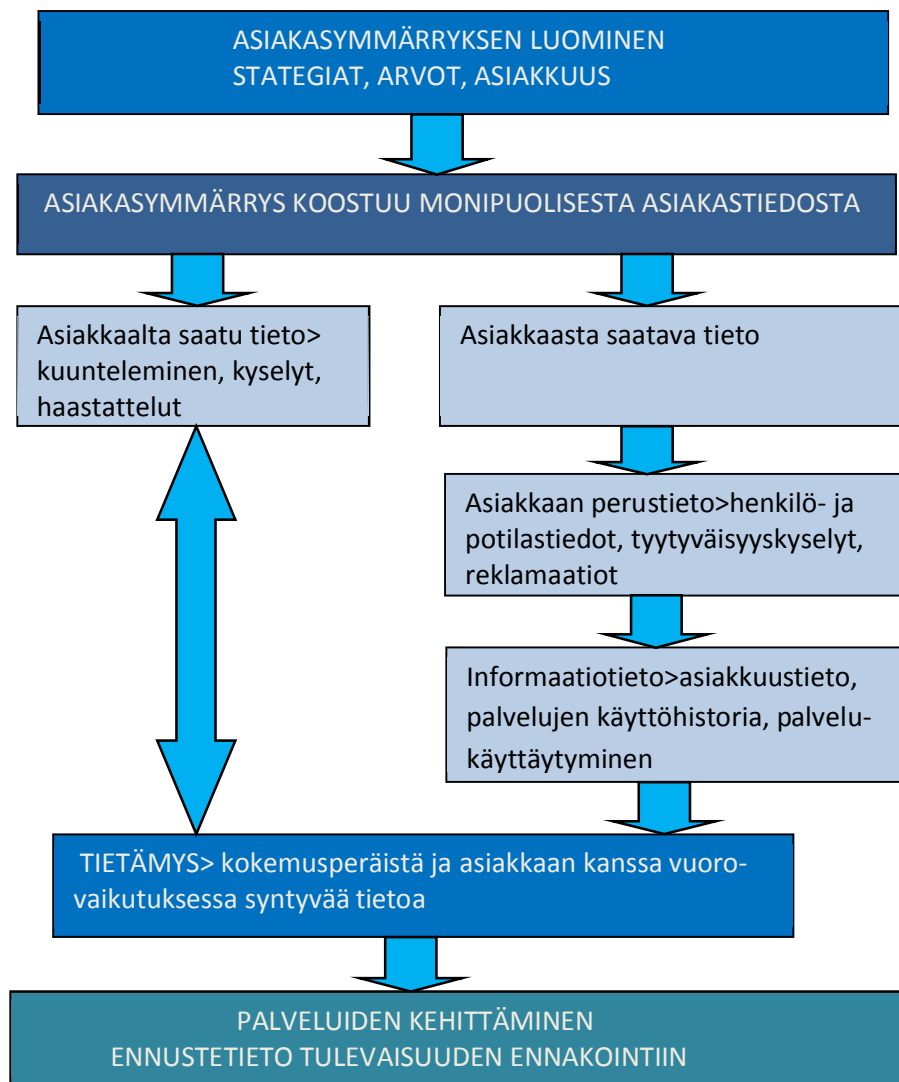 ASIAKASYMMÄRRYKSEN LUOMINEN
STATEGIAT, ARVOT, ASIAKKUUS
ASIAKASYMMÄRRYS KOOSTUU MONIPUOLISESTA ASIAKASTIEDOSTA
Asiakkaalta saatu tieto>
kuunteleminen, kyselyt,
haastattelut
Asiakkaasta saatava tieto
Asiakkaan perustieto>henkilö- ja
potilastiedot, tyytyväisyyskyselyt,
reklamaatiot
Informaatiotieto>asiakkuustieto,
palvelujen käyttöhistoria, palvelu-
käyttäytyminen
TIETÄMYS> kokemusperäistä ja asiakkaan kanssa vuoro-
vaikutuksessa syntyvää tietoa
PALVELUIDEN KEHITTÄMINEN
ENNUSTETIETO TULEVAISUUDEN ENNAKOINTIIN